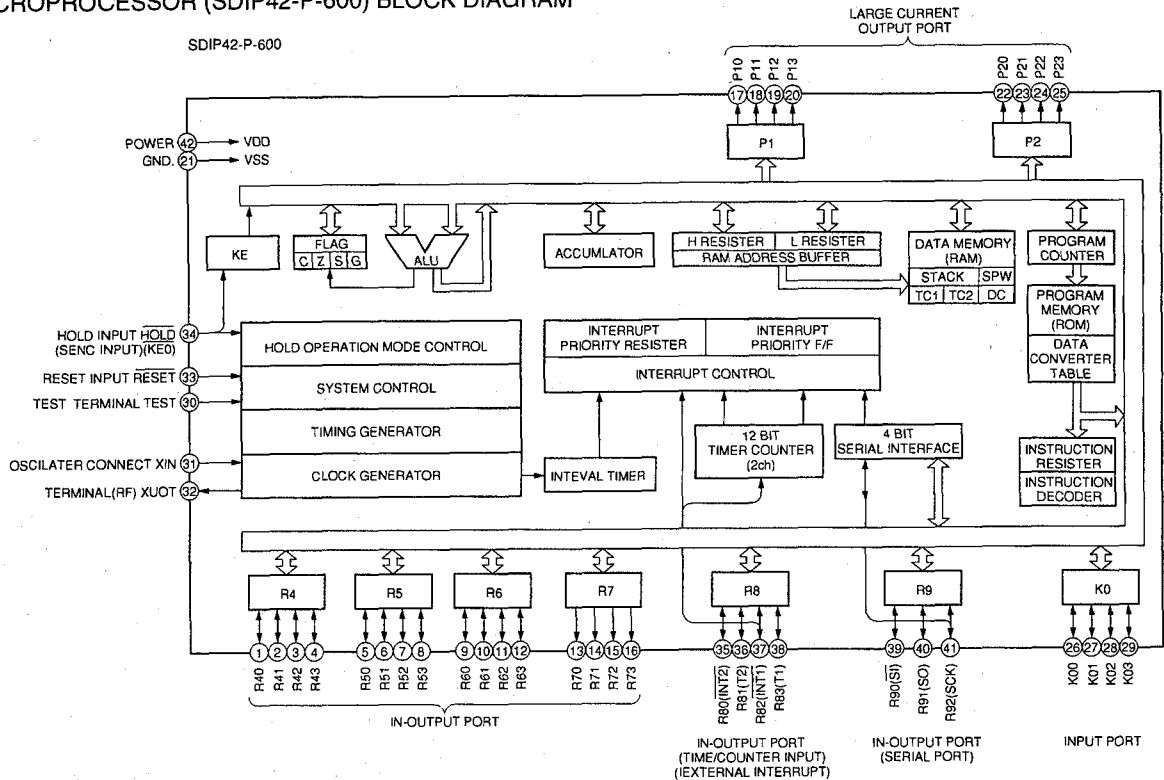 CROPROCESSOR (SDIP42-P-600) BLOCK DIAGRAM
SDIP42-P-600
LARGE CURRENT
OUTPUT PORT
P10
P11
P12
P13
P20
P21
P22
P23
17
18
19
20
22
23
24
25
P1
P2
POWER 42 VDD
GND. 21 VSS
KE
FLAG
C Z S G
ALU
ACCUMLATOR
H REGISTER
L REGISTER
RAM ADDRESS BUFFER
DATA MEMORY
(RAM)
STACK SPW
TC1 TC2 DC
PROGRAM
COUNTER
PROGRAM
MEMORY
(ROM)
DATA
CONVERTER
TABLE
INSTRUCTION
REGISTER
INSTRUCTION
DECODER
HOLD INPUT HOLD 34
(SENC INPUT)(KE0)
RESET INPUT RESET 33
TEST TERMINAL TEST 30
OSCILATER CONNECT XIN 31
TERMINAL(RF) XUOT 32
HOLD OPERATION MODE CONTROL
SYSTEM CONTROL
TIMING GENERATOR
CLOCK GENERATOR
INTERRUPT
PRIORITY REGISTER
INTERRUPT
PRIORITY F/F
INTERRUPT CONTROL
INTEVAL TIMER
12 BIT
TIMER COUNTER
(2ch)
4 BIT
SERIAL INTERFACE
R4
R5
R6
R7
R8
R9
K0
1
2
3
4
5
6
7
8
9
10
11
12
13
14
15
16
35
36
37
38
39
40
41
26
27
28
29
R40
R41
R42
R43
R50
R51
R52
R53
R60
R61
R62
R63
R70
R71
R72
R73
R80(INT2)
R81(T2)
R82(INT1)
R83(T1)
R90(SI)
R91(SO)
R92(SCK)
K00
K01
K02
K03
IN-OUTPUT PORT
IN-OUTPUT PORT
(TIME/COUNTER INPUT)
(IEXTERNAL INTERRUPT)
IN-OUTPUT PORT
(SERIAL PORT)
INPUT PORT